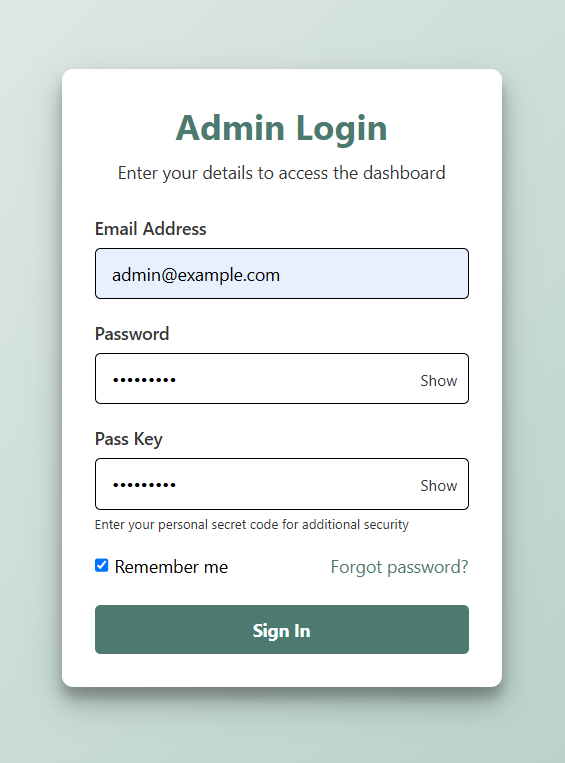 Admin Login
Enter your details to access the dashboard
Email Address
admin@example.com
Password
•••••••••
Show
Pass Key
•••••••••
Show
Enter your personal secret code for additional security
Remember me
Forgot password?
Sign In